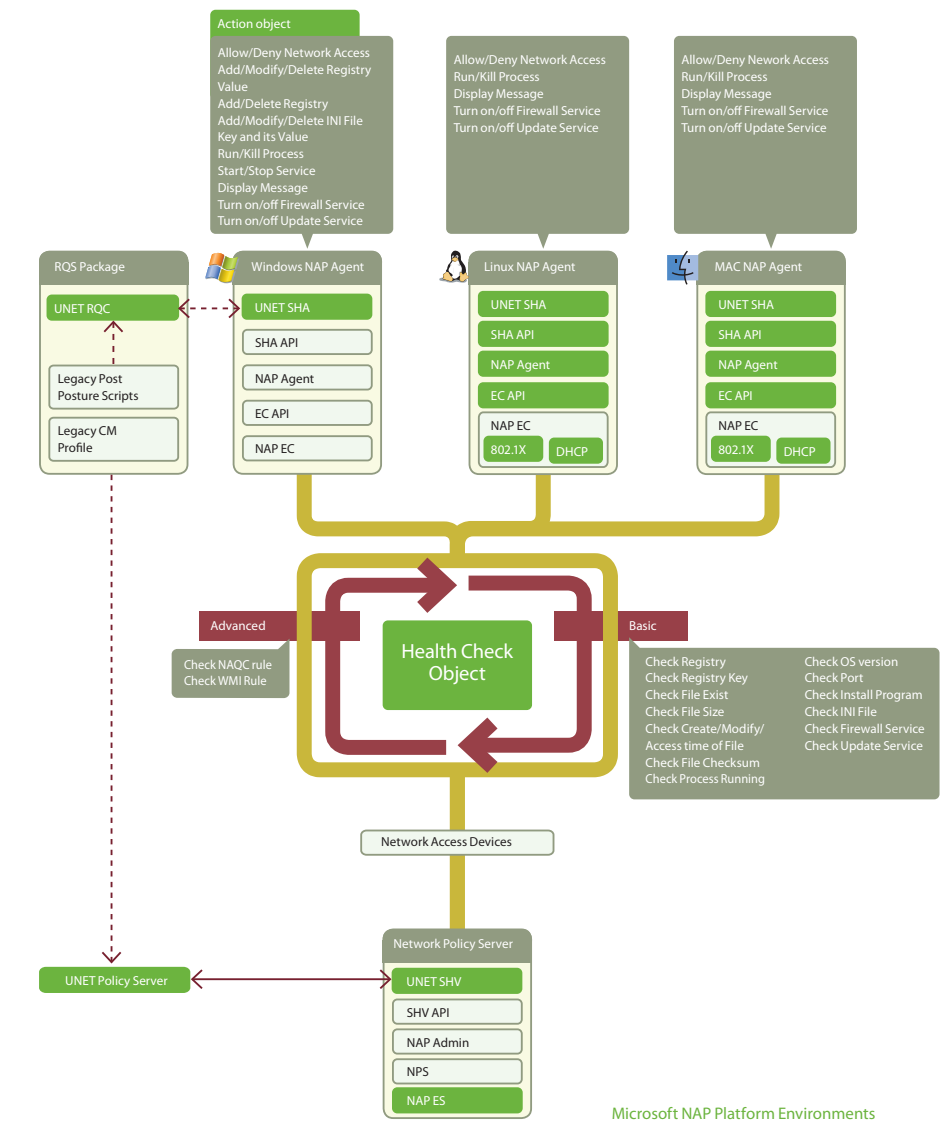 Action object
Allow/Deny Network Access
Add/Modify/Delete Registry
Value
Add/Delete Registry
Add/Modify/Delete INI File
Key and its Value
Run/Kill Process
Start/Stop Service
Display Message
Turn on/off Firewall Service
Turn on/off Update Service
Allow/Deny Network Access
Run/Kill Process
Display Message
Turn on/off Firewall Service
Turn on/off Update Service
Allow/Deny Nework Access
Run/Kill Process
Display Message
Turn on/off Firewall Service
Turn on/off Update Service
RQS Package
UNET RQC
Legacy Post
Posture Scripts
Legacy CM
Profile
Windows NAP Agent
UNET SHA
SHA API
NAP Agent
EC API
NAP EC
Linux NAP Agent
UNET SHA
SHA API
NAP Agent
EC API
NAP EC
802.1X
DHCP
MAC NAP Agent
UNET SHA
SHA API
NAP Agent
EC API
NAP EC
802.1X
DHCP
Advanced
Check NAQC rule
Check WMI Rule
Health Check
Object
Basic
Check Registry
Check Registry Key
Check File Exist
Check File Size
Check Create/Modify/
Access time of File
Check File Checksum
Check Process Running
Check OS version
Check Port
Check Install Program
Check INI File
Check Firewall Service
Check Update Service
Network Access Devices
Network Policy Server
UNET Policy Server
UNET SHV
SHV API
NAP Admin
NPS
NAP ES
Microsoft NAP Platform Environments